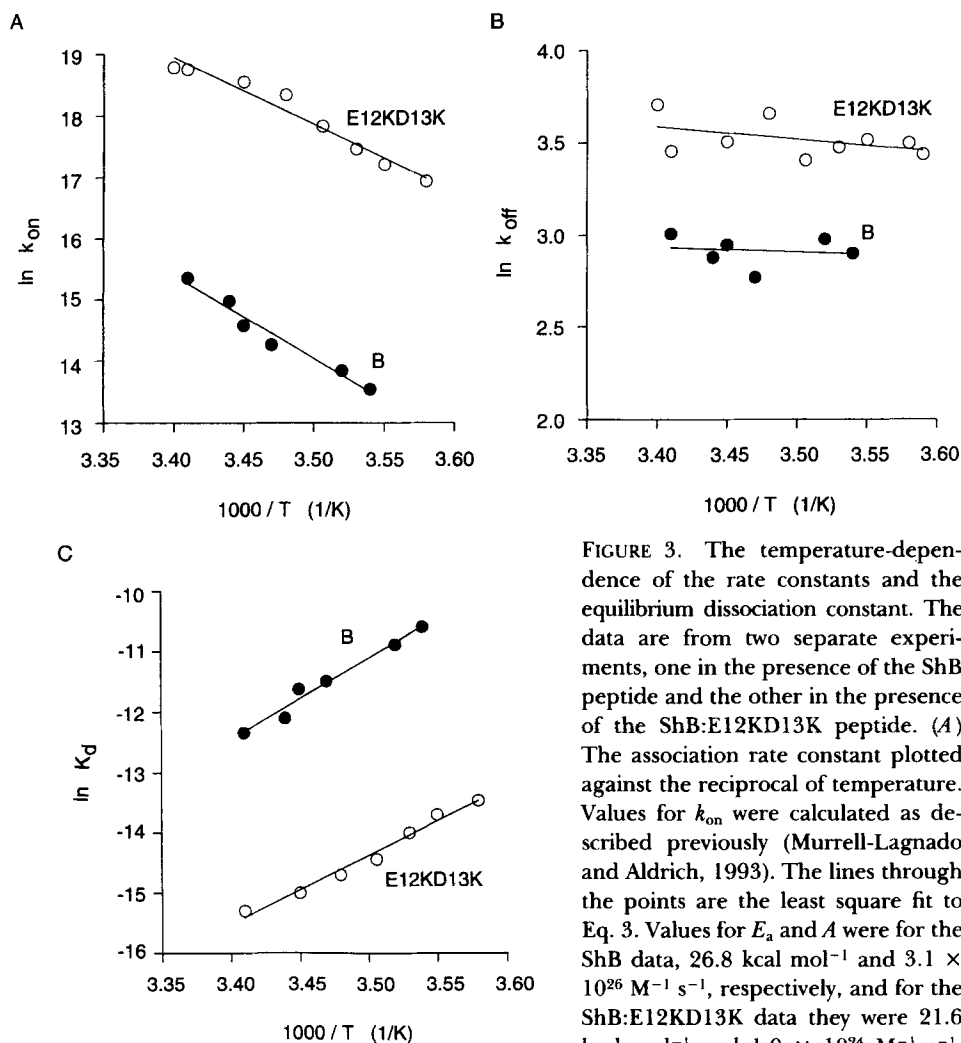 A
19
18
17
16
15
14
13
ln k on
E12KD13K
B
3.35 3.40 3.45 3.50 3.55 3.60
1000 / T (1/K)
B
4.0
3.5
3.0
2.5
2.0
ln k off
E12KD13K
B
3.35 3.40 3.45 3.50 3.55 3.60
1000 / T (1/K)
C
-10
-11
-12
-13
-14
-15
-16
ln K d
B
E12KD13K
3.35 3.40 3.45 3.50 3.55 3.60
1000 / T (1/K)
FIGURE 3. The temperature-depen-
dence of the rate constants and the
equilibrium dissociation constant. The
data are from two separate experi-
ments, one in the presence of the ShB
peptide and the other in the presence
of the ShB:E12KD13K peptide. (A)
The association rate constant plotted
against the reciprocal of temperature.
Values for kon were calculated as de-
scribed previously (Murrell-Lagnado
and Aldrich, 1993). The lines through
the points are the least square fit to
Eq. 3. Values for Ea and A were for the
ShB data, 26.8 kcal mol⁻¹ and 3.1 ×
10²⁶ M⁻¹ s⁻¹, respectively, and for the
ShB:E12KD13K data they were 21.6